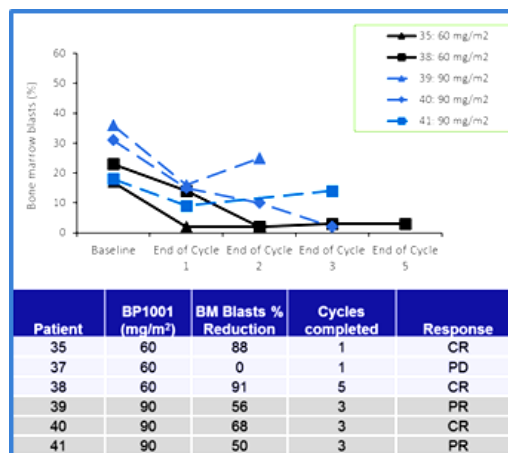 60
50
40
30
20
10
0
Bone marrow blasts (%)
Baseline End of Cycle End of Cycle End of Cycle End of Cycle
1 2 3 5
35: 60 mg/m2
38: 60 mg/m2
39: 90 mg/m2
40: 90 mg/m2
41: 90 mg/m2
BP1001 BM Blasts % Cycles
Patient (mg/m²) Reduction completed Response
35 60 88 1 CR
37 60 0 1 PD
38 60 91 5 CR
39 90 56 3 PR
40 90 68 3 CR
41 90 50 3 PR